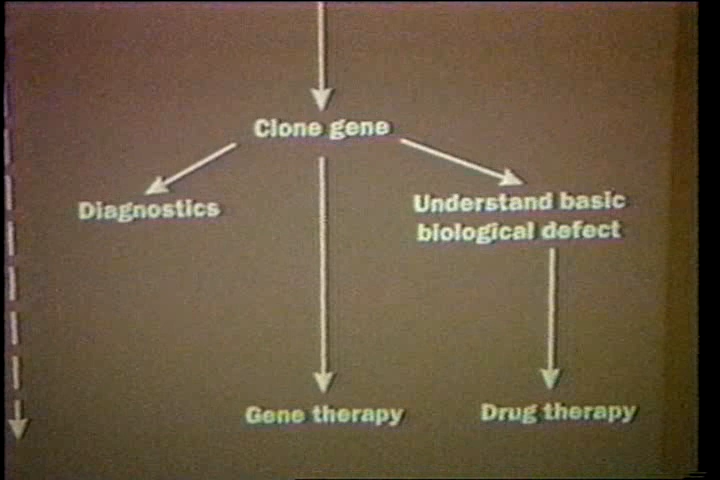 Clone gene
Diagnostics
Understand basic
biological defect
Gene therapy
Drug therapy